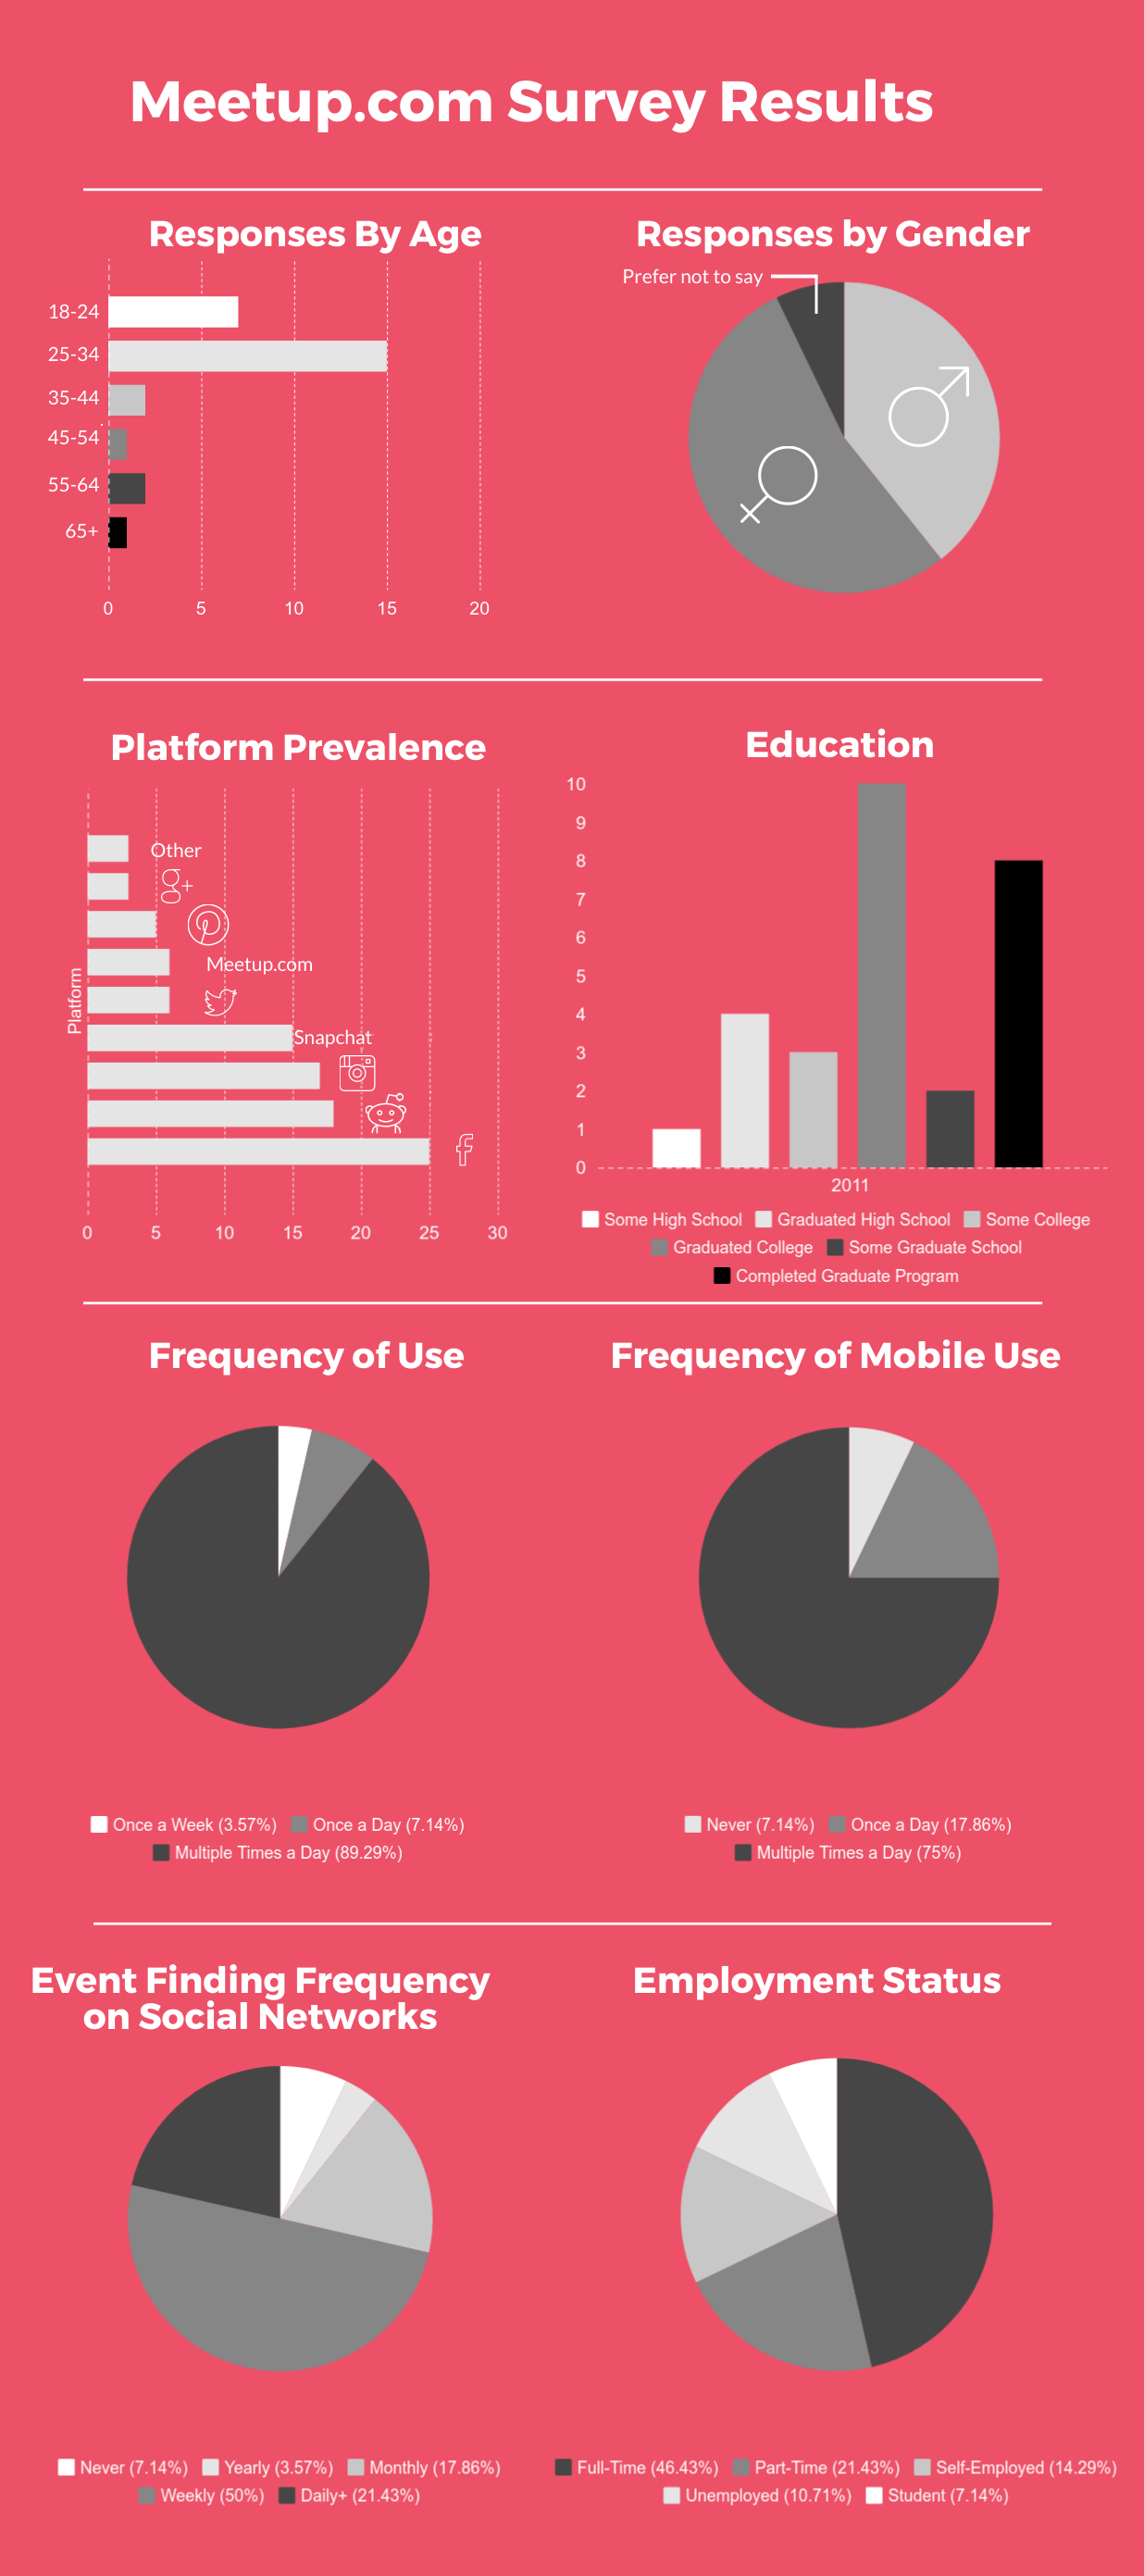 Meetup.com Survey Results
Responses By Age
18-24
25-34
35-44
45-54
55-64
65+
0 5 10 15 20
Responses by Gender
Prefer not to say
Platform Prevalence
Platform
Other
g+
Meetup.com
Snapchat
f
0 5 10 15 20 25 30
Education
10
9
8
7
6
5
4
3
2
1
0
2011
Some High School Graduated High School Some College
Graduated College Some Graduate School
Completed Graduate Program
Frequency of Use
Once a Week (3.57%) Once a Day (7.14%)
Multiple Times a Day (89.29%)
Frequency of Mobile Use
Never (7.14%) Once a Day (17.86%)
Multiple Times a Day (75%)
Event Finding Frequency
on Social Networks
Never (7.14%) Yearly (3.57%) Monthly (17.86%)
Weekly (50%) Daily+ (21.43%)
Employment Status
Full-Time (46.43%) Part-Time (21.43%) Self-Employed (14.29%)
Unemployed (10.71%) Student (7.14%)